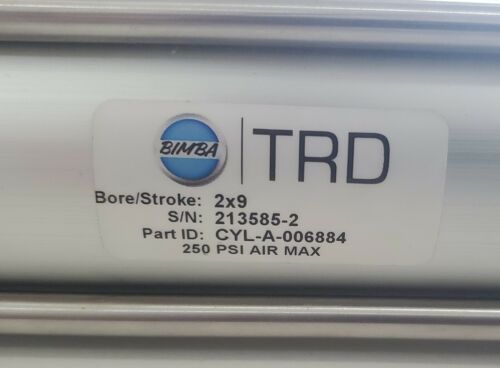 BIMBA | TRD
Bore/Stroke: 2x9
S/N: 213585-2
Part ID: CYL-A-006884
250 PSI AIR MAX